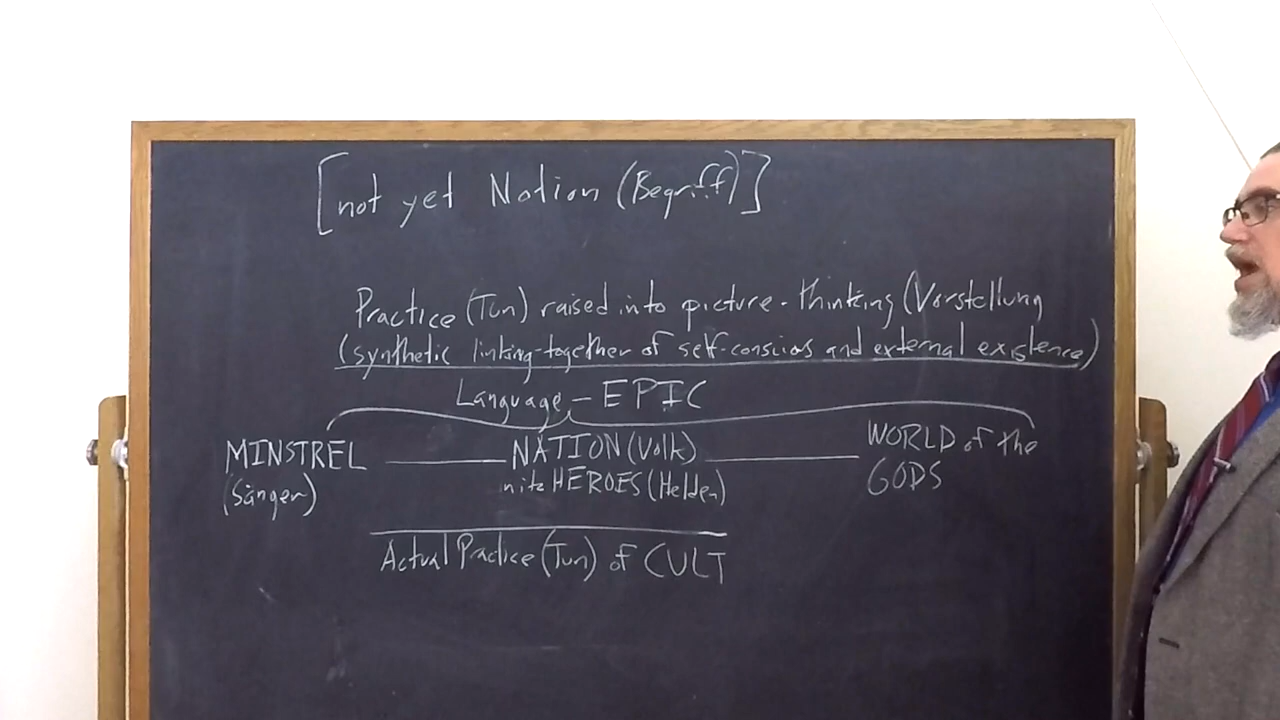 [not yet Notion (Begriff)]
Practice (Tun) raised into picture-thinking (Vorstellung
(synthetic linking-together of self-conscious and external existence)
Language - EPIC
MINSTREL — NATION (Volk) — WORLD of the
(Sänger) HEROES (Helden) GODS
Actual Practice (Tun) of CULT